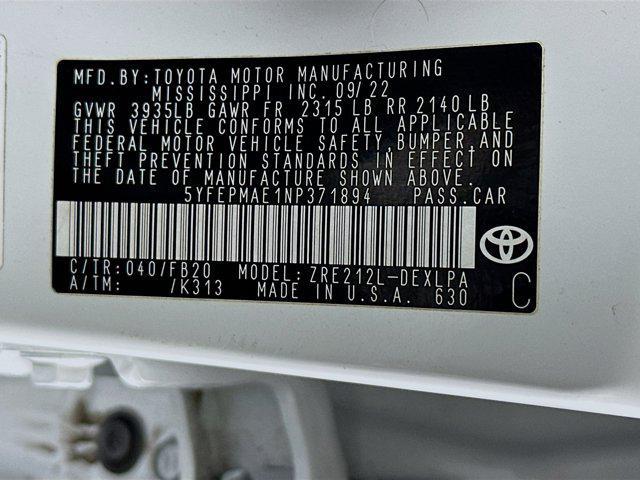 MFD.BY:TOYOTA MOTOR MANUFACTURING
MISSISSIPPI INC. 09/22
GVWR 3935LB GAWR FR 2315 LB RR 2140 LB
THIS VEHICLE CONFORMS TO ALL APPLICABLE
FEDERAL MOTOR VEHICLE SAFETY, BUMPER, AND
THEFT PREVENTION STANDARDS IN EFFECT ON
THE DATE OF MANUFACTURE SHOWN ABOVE.
5YFEPMAE1NP371894 PASS.CAR
C/TR:040/FB20 MODEL: ZRE212L-DEXLPA
A/TM: /K313 MADE IN U.S.A. 630
C